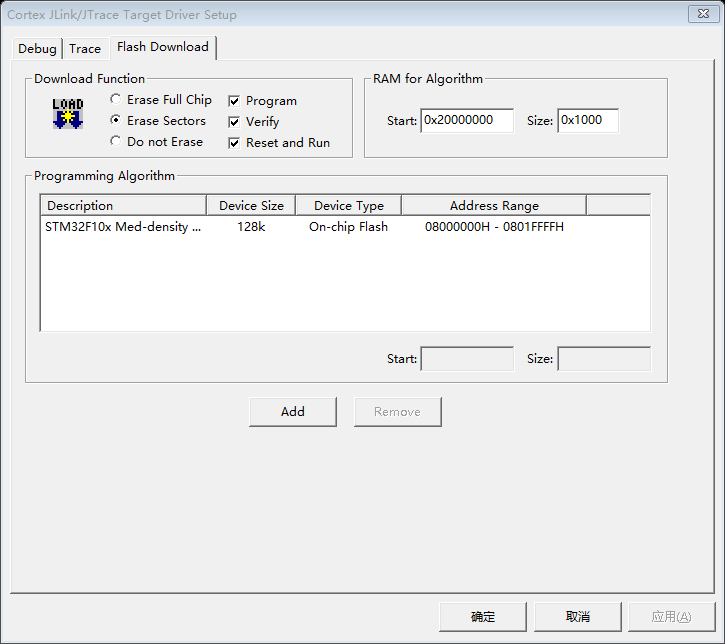 Cortex JLink/JTrace Target Driver Setup
Debug Trace Flash Download
Download Function
LOAD
Erase Full Chip
Erase Sectors
Do not Erase
Program
Verify
Reset and Run
RAM for Algorithm
Start: 0x20000000 Size: 0x1000
Programming Algorithm
Description Device Size Device Type Address Range
STM32F10x Med-density ... 128k On-chip Flash 08000000H - 0801FFFFH
Start: Size:
Add Remove
确定 取消 应用(A)